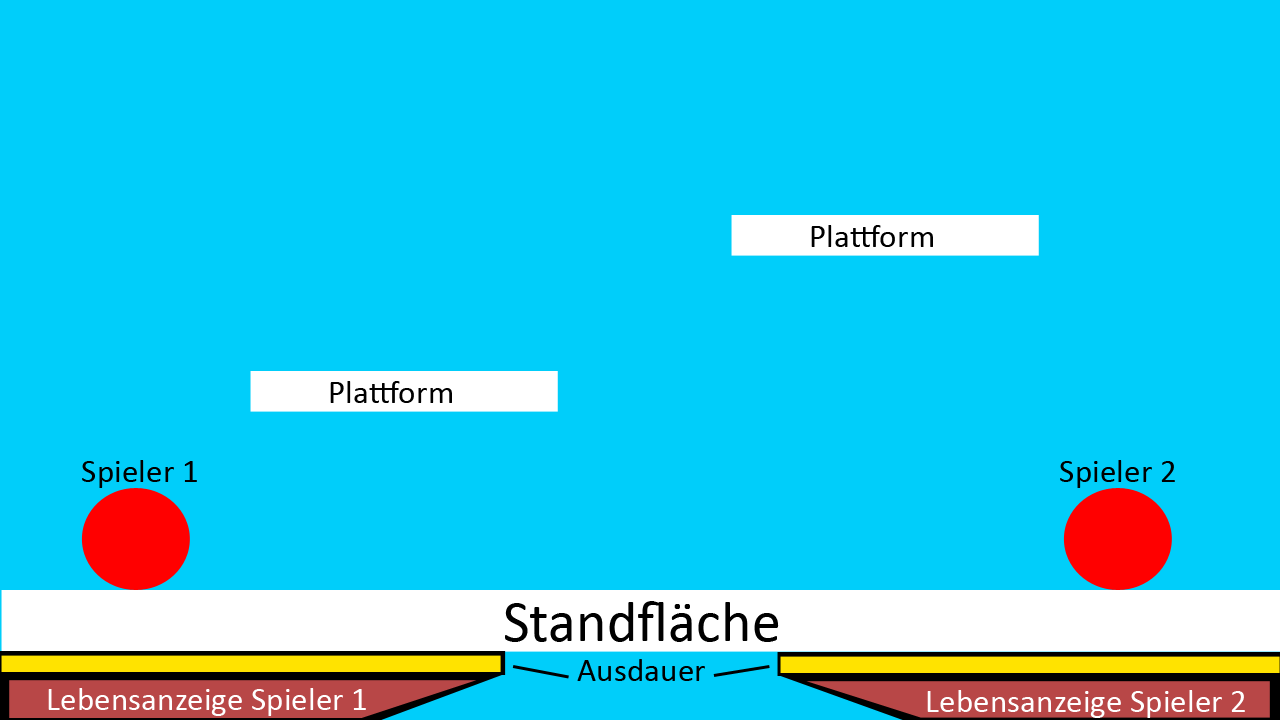 Plattform
Plattform
Spieler 1
Spieler 2
Standfläche
Ausdauer
Lebensanzeige Spieler 1
Lebensanzeige Spieler 2